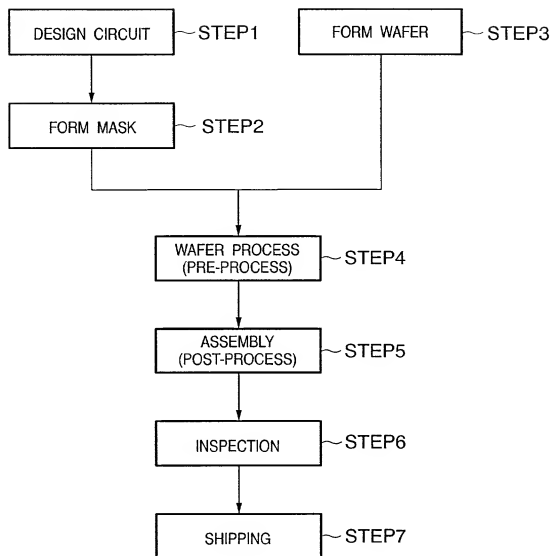 DESIGN CIRCUIT
STEP1
FORM WAFER
STEP3
FORM MASK
STEP2
WAFER PROCESS
(PRE-PROCESS)
STEP4
ASSEMBLY
(POST-PROCESS)
STEP5
INSPECTION
STEP6
SHIPPING
STEP7